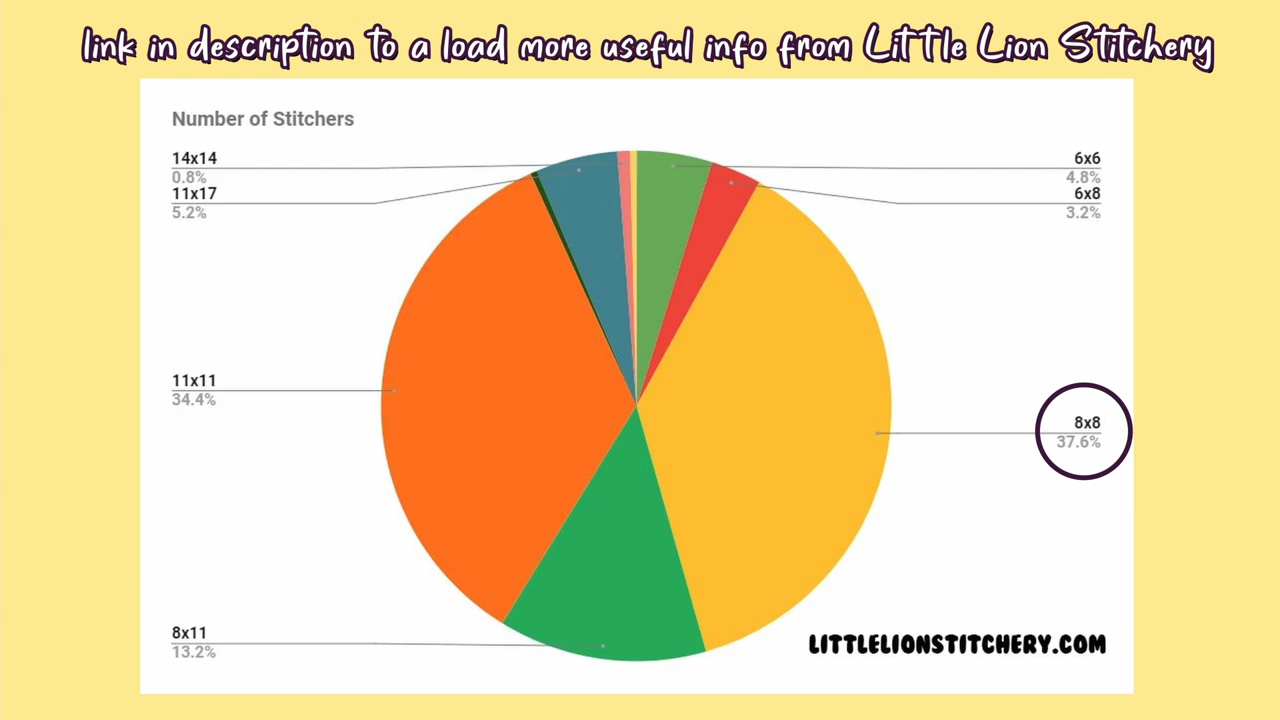 link in description to a load more useful info from Little Lion Stitchery
Number of Stitchers
14x14
0.8%
11x17
5.2%
6x6
4.8%
6x8
3.2%
11x11
34.4%
8x8
37.6%
8x11
13.2%
LITTLELIONSTITCHERY.COM